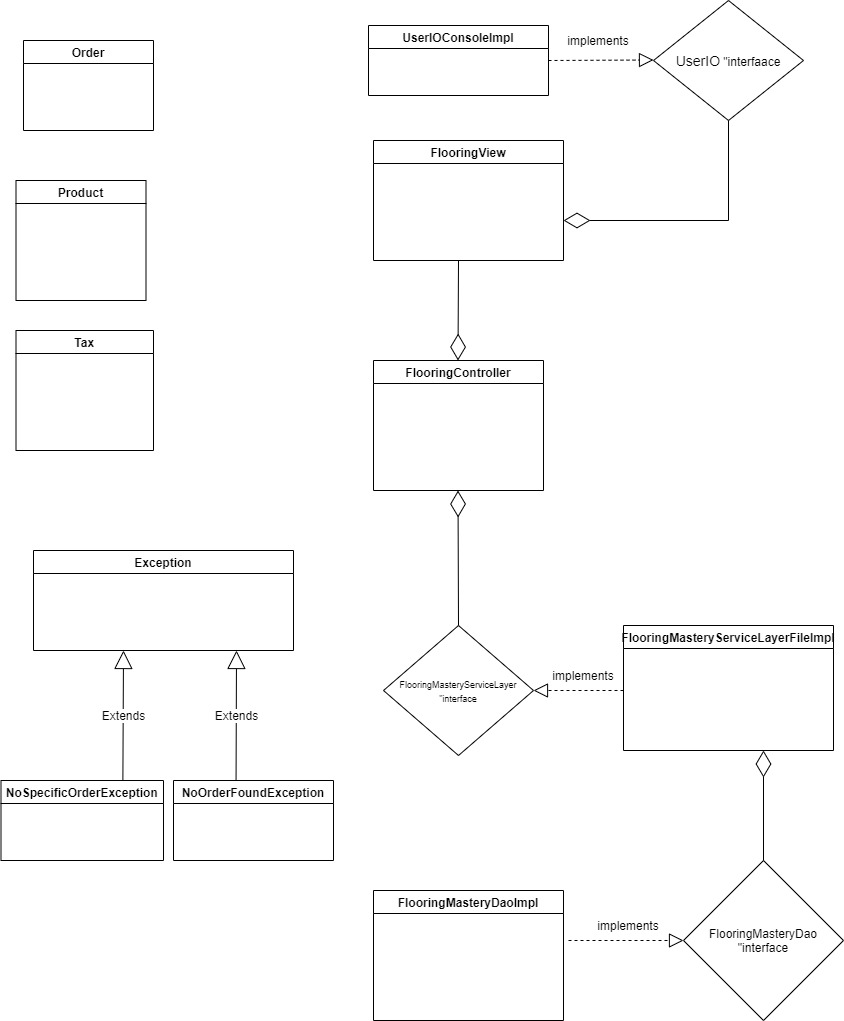 UserIOConsoleImpl
implements
UserIO "interfaace
Order
FlooringView
Product
Tax
FlooringController
Exception
Extends
Extends
NoSpecificOrderException
NoOrderFoundException
FlooringMasteryServiceLayer
"interface
implements
FlooringMasteryServiceLayerFileImpl
FlooringMasteryDaoImpl
implements
FlooringMasteryDao
"interface